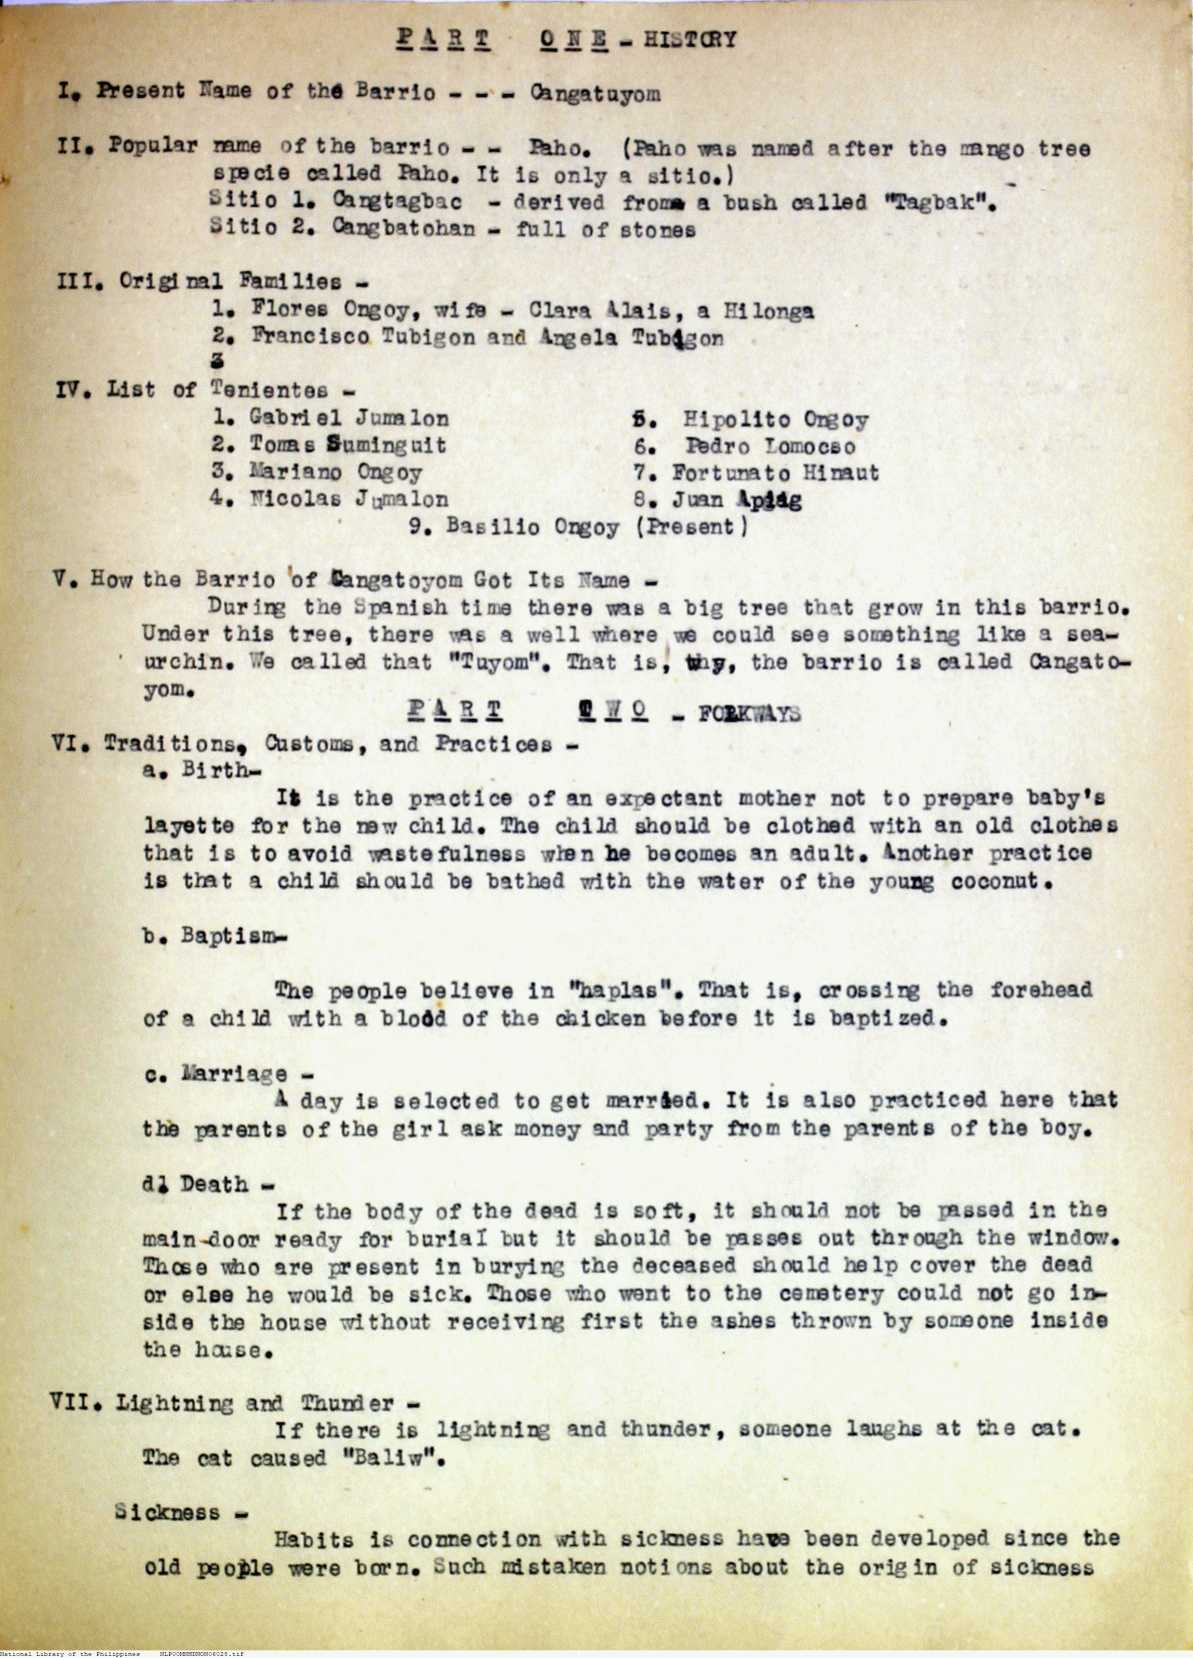 PART ONE - HISTORY
I. Present Name of the Barrio - - - Cangatuyom
II. Popular name of the barrio - - Paho. (Paho was named after the mango tree
specie called Paho. It is only a sitio.)
Sitio 1. Cangtagbac - derived from a bush called "Tagbak".
Sitio 2. Cangbatohan - full of stones
III. Original Families -
1. Flores Ongoy, wife - Clara Alais, a Hilonga
2. Francisco Tubigon and Angela Tubigon
3
IV. List of Tenientes -
1. Gabriel Jumalon 5. Hipolito Ongoy
2. Tomas Suminguit 6. Pedro Lomocso
3. Mariano Ongoy 7. Fortunato Hinaut
4. Nicolas Jumalon 8. Juan
9. Basilio Ongoy (Present)
V. How the Barrio of Cangatoyom Got Its Name -
During the Spanish time there was a big tree that grow in this barrio.
Under this tree, there was a well where we could see something like a sea-
urchin. We called that "Tuyom". That is, why, the barrio is called Cangato-
yom.
PART TWO - FOLKWAYS
VI. Traditions, Customs, and Practices -
a. Birth-
It is the practice of an expectant mother not to prepare baby's
layette for the new child. The child should be clothed with an old clothes
that is to avoid wastefulness when he becomes an adult. Another practice
is that a child should be bathed with the water of the young coconut.
b. Baptism-
The people believe in "haplas". That is, crossing the forehead
of a child with a blood of the chicken before it is baptized.
c. Marriage -
A day is selected to get married. It is also practiced here that
the parents of the girl ask money and party from the parents of the boy.
d. Death -
If the body of the dead is soft, it should not be passed in the
main-door ready for burial but it should be passes out through the window.
Those who are present in burying the deceased should help cover the dead
or else he would be sick. Those who went to the cemetery could not go in-
side the house without receiving first the ashes thrown by someone inside
the house.
VII. Lightning and Thunder -
If there is lightning and thunder, someone laughs at the cat.
The cat caused "Baliw".
Sickness -
Habits is connection with sickness have been developed since the
old people were born. Such mistaken notions about the origin of sickness
National Library of the Philippines